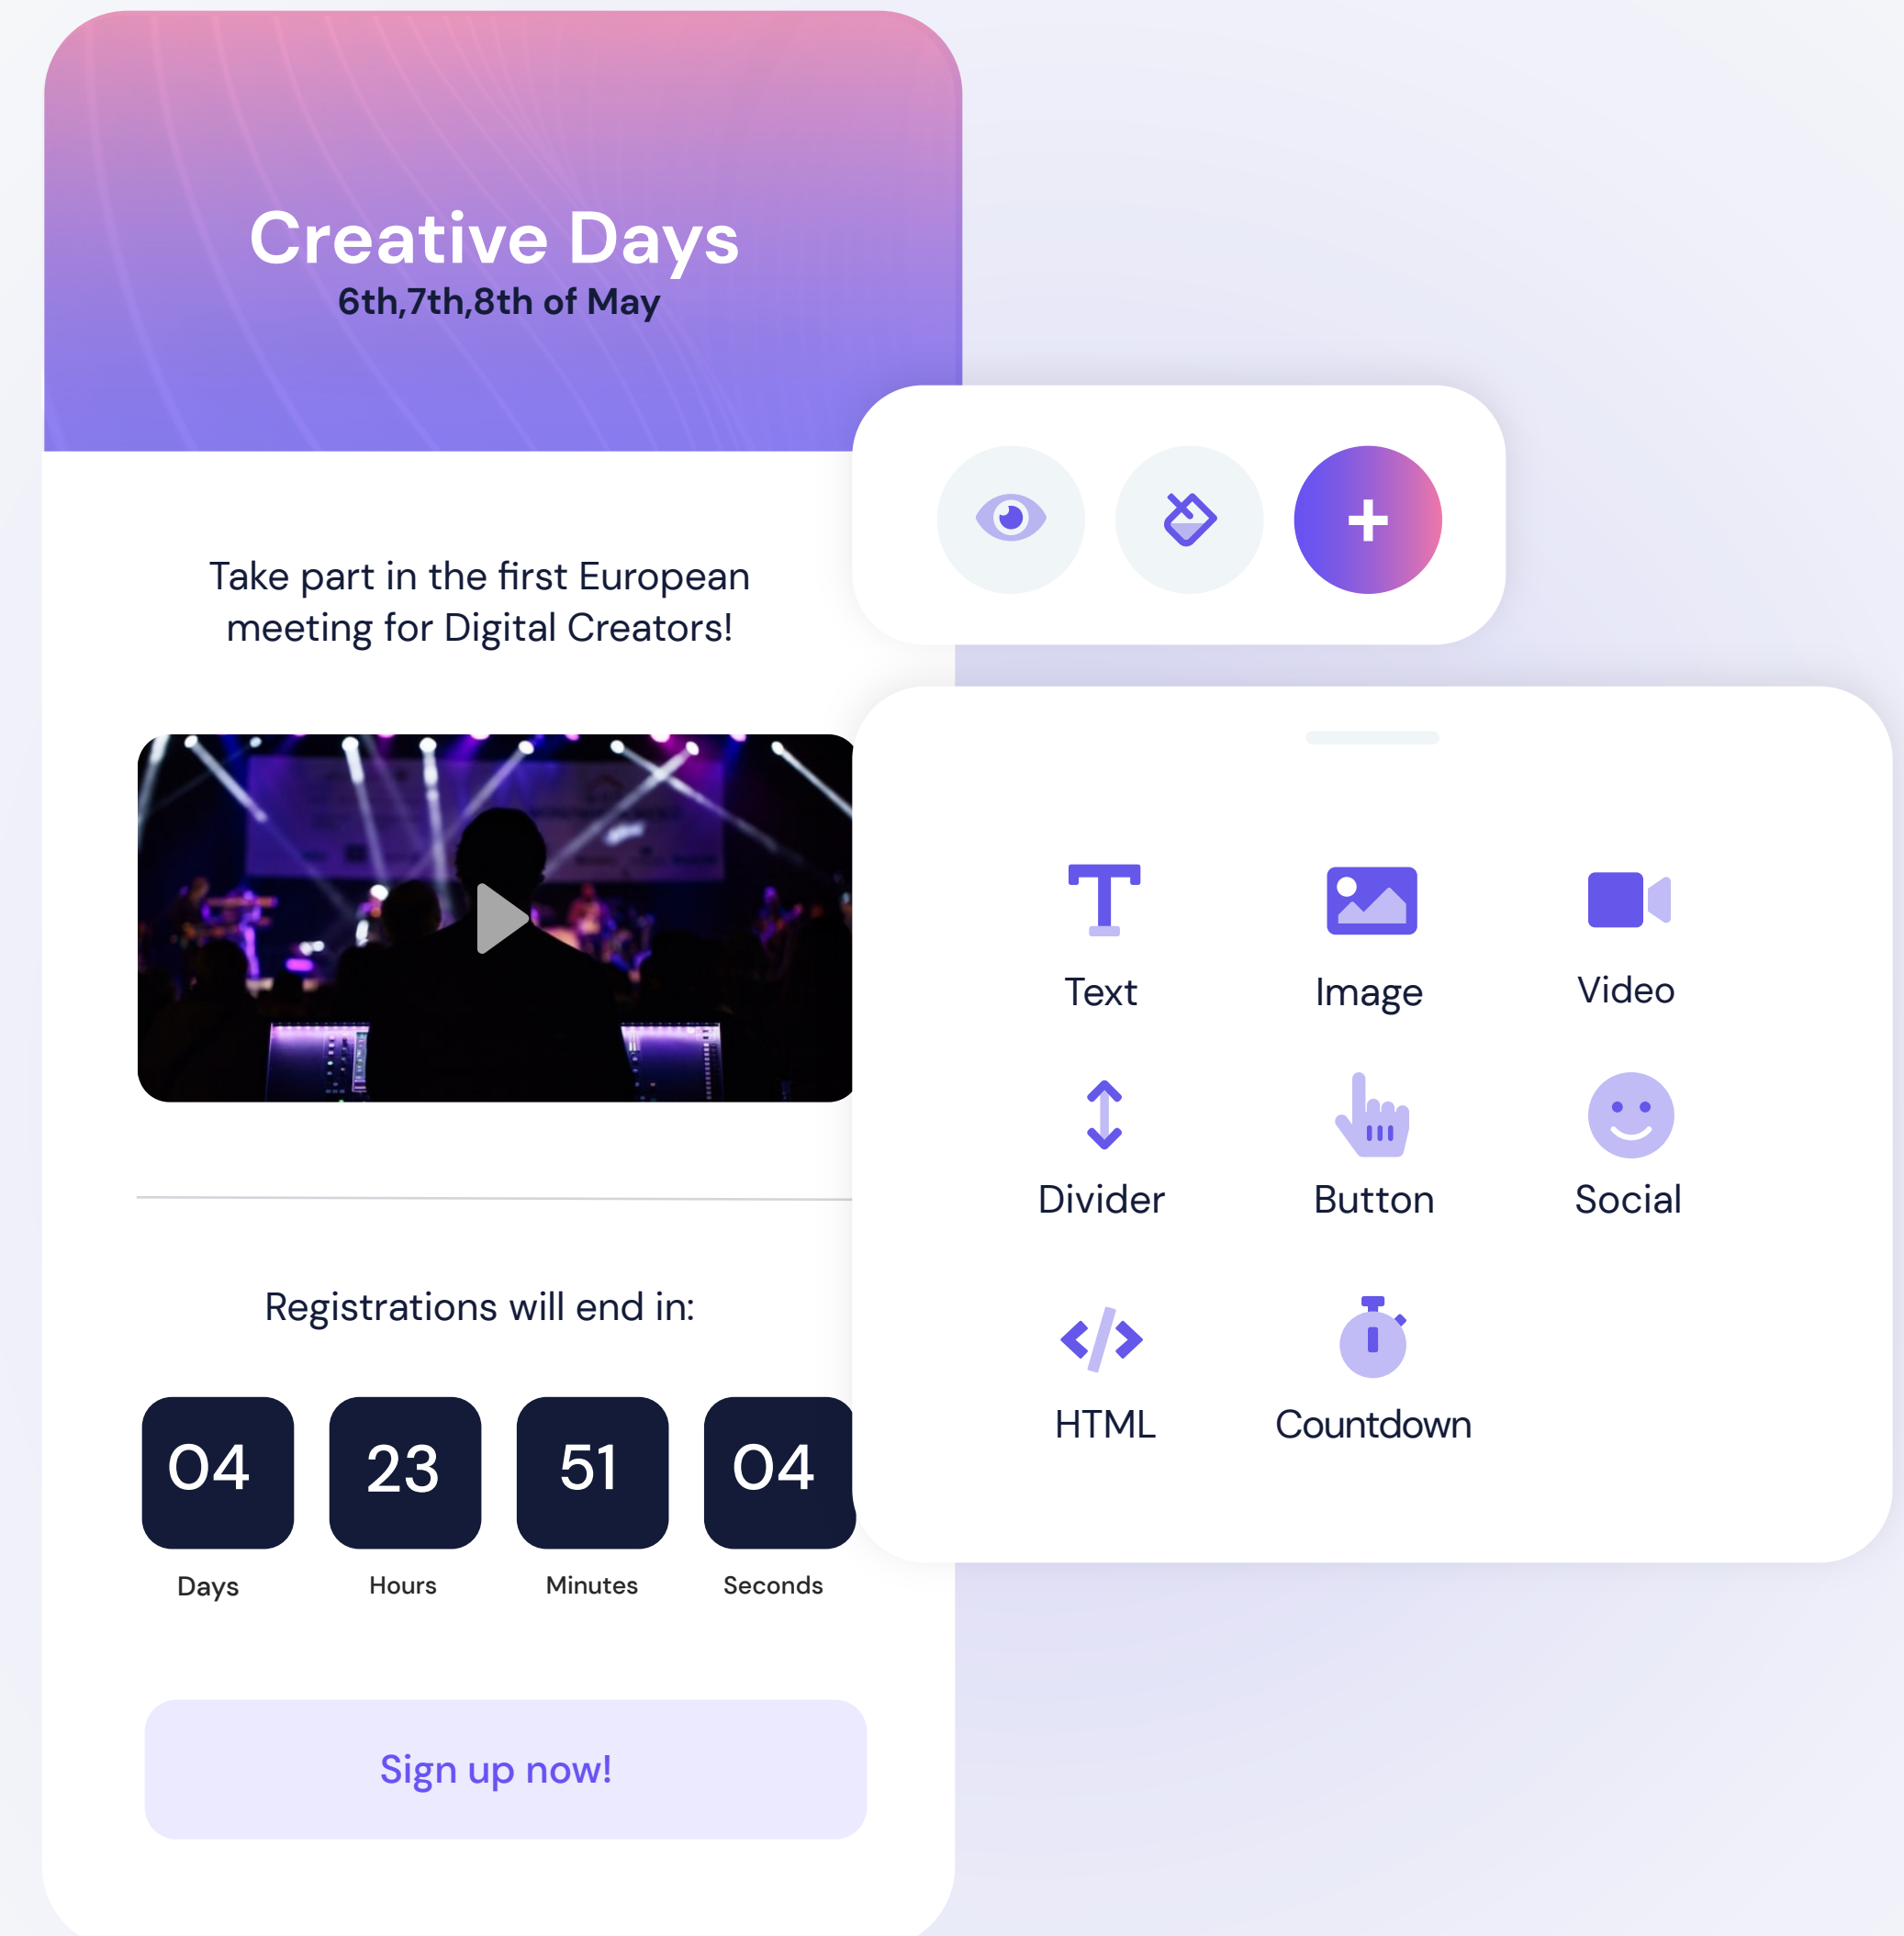 Creative Days
6th,7th,8th of May
Take part in the first European
meeting for Digital Creators!
Registrations will end in:
04 23 51 04
Days Hours Minutes Seconds
Sign up now!
Text Image Video
Divider Button Social
HTML Countdown